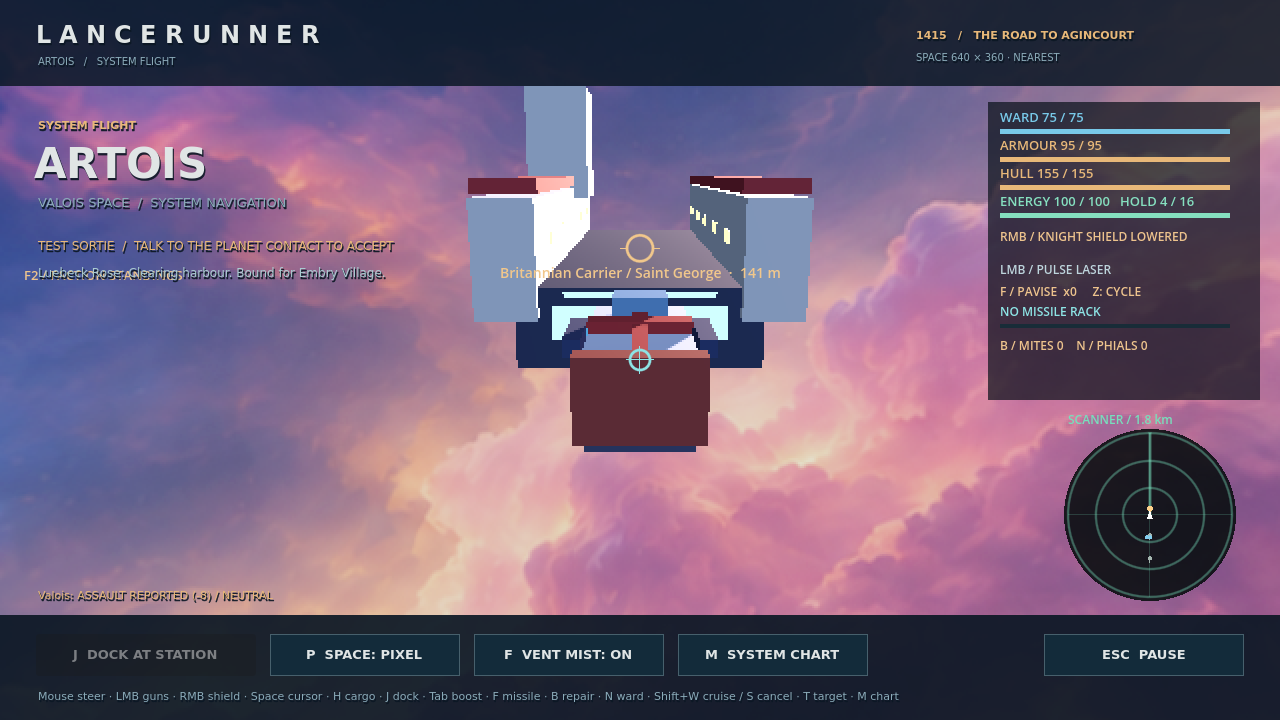 LANCERUNNER
ARTOIS / SYSTEM FLIGHT
1415 / THE ROAD TO AGINCOURT
SPACE 640 × 360 · NEAREST
SYSTEM FLIGHT
ARTOIS
VALOIS SPACE / SYSTEM NAVIGATION
TEST SORTIE / TALK TO THE PLANET CONTACT TO ACCEPT
Luebeck Rose: Clearing harbour. Bound for Embry Village.
F2 /
Britannian Carrier / Saint George · 141 m
WARD 75 / 75
ARMOUR 95 / 95
HULL 155 / 155
ENERGY 100 / 100 HOLD 4 / 16
RMB / KNIGHT SHIELD LOWERED
LMB / PULSE LASER
F / PAVISE x0 Z: CYCLE
NO MISSILE RACK
B / MITES 0 N / PHIALS 0
SCANNER / 1.8 km
Valois: ASSAULT REPORTED (-8) / NEUTRAL
J DOCK AT STATION
P SPACE: PIXEL
F VENT MIST: ON
M SYSTEM CHART
ESC PAUSE
Mouse steer · LMB guns · RMB shield · Space cursor · H cargo · J dock · Tab boost · F missile · B repair · N ward · Shift+W cruise / S cancel · T target · M chart